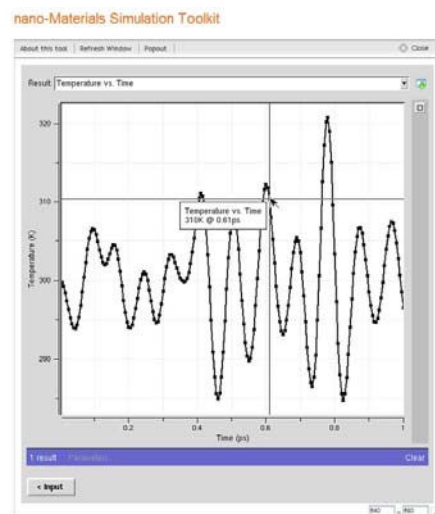 nano-Materials Simulation Toolkit
About this tool | Refresh Window | Popout |
Close
Result: Temperature vs. Time
320
310
300
290
Temperature (K)
Temperature vs. Time
310K @ 0.61ps
0.2 0.4 0.6 0.8 1
Time (ps)
1 result Parameters... Clear
< Input